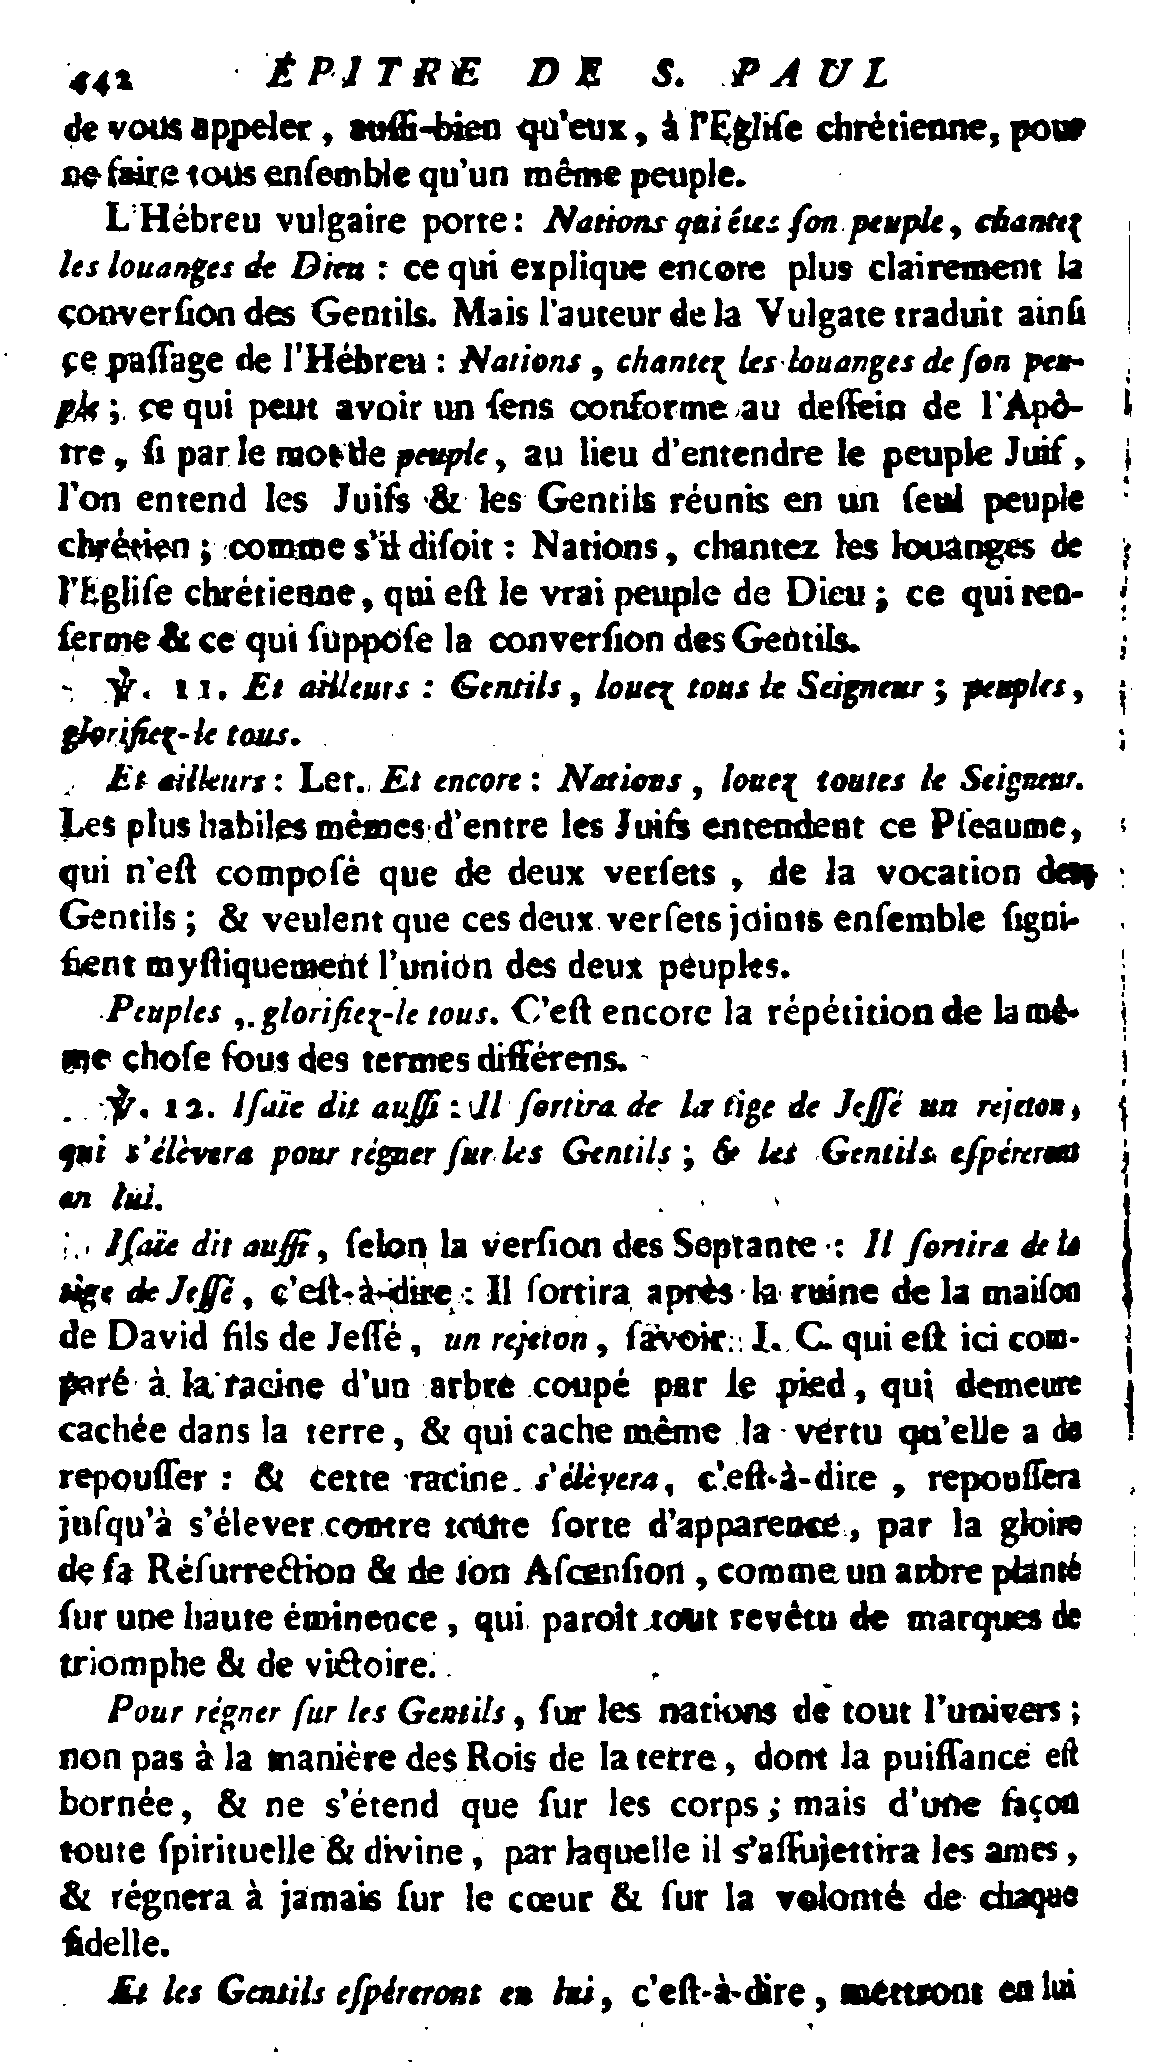 442 ÉPITRE DE S. PAUL
de vous appeler, auſſi-bien qu'eux, à l'Egliſe chrétienne, pour
ne faire tous enſemble qu'un même peuple.
L'Hébreu vulgaire porte : Nations qui êtes ſon peuple, chantez
les louanges de Dieu : ce qui explique encore plus clairement la
converſion des Gentils. Mais l'auteur de la Vulgate traduit ainſi
ce paſſage de l'Hébreu : Nations, chantez les louanges de ſon peu-
ple ; ce qui peut avoir un ſens conforme au deſſein de l'Apô-
tre, ſi par le mot de peuple, au lieu d'entendre le peuple Juif,
l'on entend les Juifs & les Gentils réunis en un ſeul peuple
chrétien ; comme s'il diſoit : Nations, chantez les louanges de
l'Egliſe chrétienne, qui eſt le vrai peuple de Dieu ; ce qui ren-
ferme & ce qui ſuppoſe la converſion des Gentils.
℣. 11. Et ailleurs : Gentils, louez tous le Seigneur ; peuples,
glorifiez-le tous.
Et ailleurs : Let. Et encore : Nations, louez toutes le Seigneur.
Les plus habiles mêmes d'entre les Juifs entendent ce Pſeaume,
qui n'eſt compoſé que de deux verſets, de la vocation des
Gentils ; & veulent que ces deux verſets joints enſemble ſigni-
fient myſtiquement l'union des deux peuples.
Peuples, glorifiez-le tous. C'eſt encore la répétition de la mê-
me choſe ſous des termes différens.
℣. 12. Iſaïe dit auſſi : Il ſortira de la tige de Jeſſé un rejeton,
qui s'élèvera pour régner ſur les Gentils ; & les Gentils eſpéreront
en lui.
Iſaïe dit auſſi, ſelon la verſion des Septante : Il ſortira de la
tige de Jeſſé, c'eſt-à-dire : Il ſortira après la ruine de la maiſon
de David fils de Jeſſé, un rejeton, ſavoir : J. C. qui eſt ici com-
paré à la racine d'un arbre coupé par le pied, qui demeure
cachée dans la terre, & qui cache même la vertu qu'elle a de
repouſſer : & cette racine s'élèvera, c'eſt-à-dire, repouſſera
juſqu'à s'élever contre toute ſorte d'apparence, par la gloire
de ſa Réſurrection & de ſon Aſcenſion, comme un arbre planté
ſur une haute éminence, qui paroît tout revêtu de marques de
triomphe & de victoire.
Pour régner ſur les Gentils, ſur les nations de tout l'univers ;
non pas à la manière des Rois de la terre, dont la puiſſance eſt
bornée, & ne s'étend que ſur les corps ; mais d'une façon
toute ſpirituelle & divine, par laquelle il s'aſſujettira les ames,
& régnera à jamais ſur le cœur & ſur la volonté de chaque
fidelle.
Et les Gentils eſpéreront en lui, c'eſt-à-dire, mettront en lui